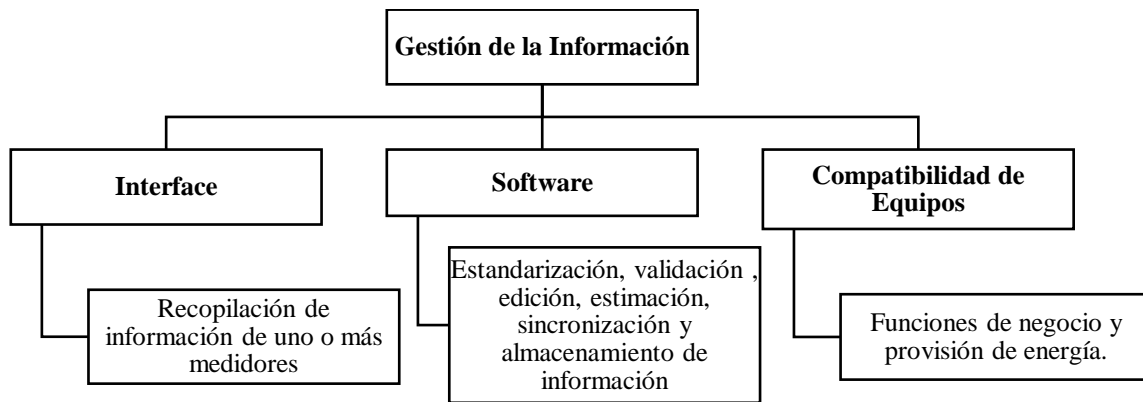 Gestión de la Información
Interface
Software
Compatibilidad de
Equipos
Recopilación de
información de uno o más
medidores
Estandarización, validación ,
edición, estimación,
sincronización y
almacenamiento de
información
Funciones de negocio y
provisión de energía.